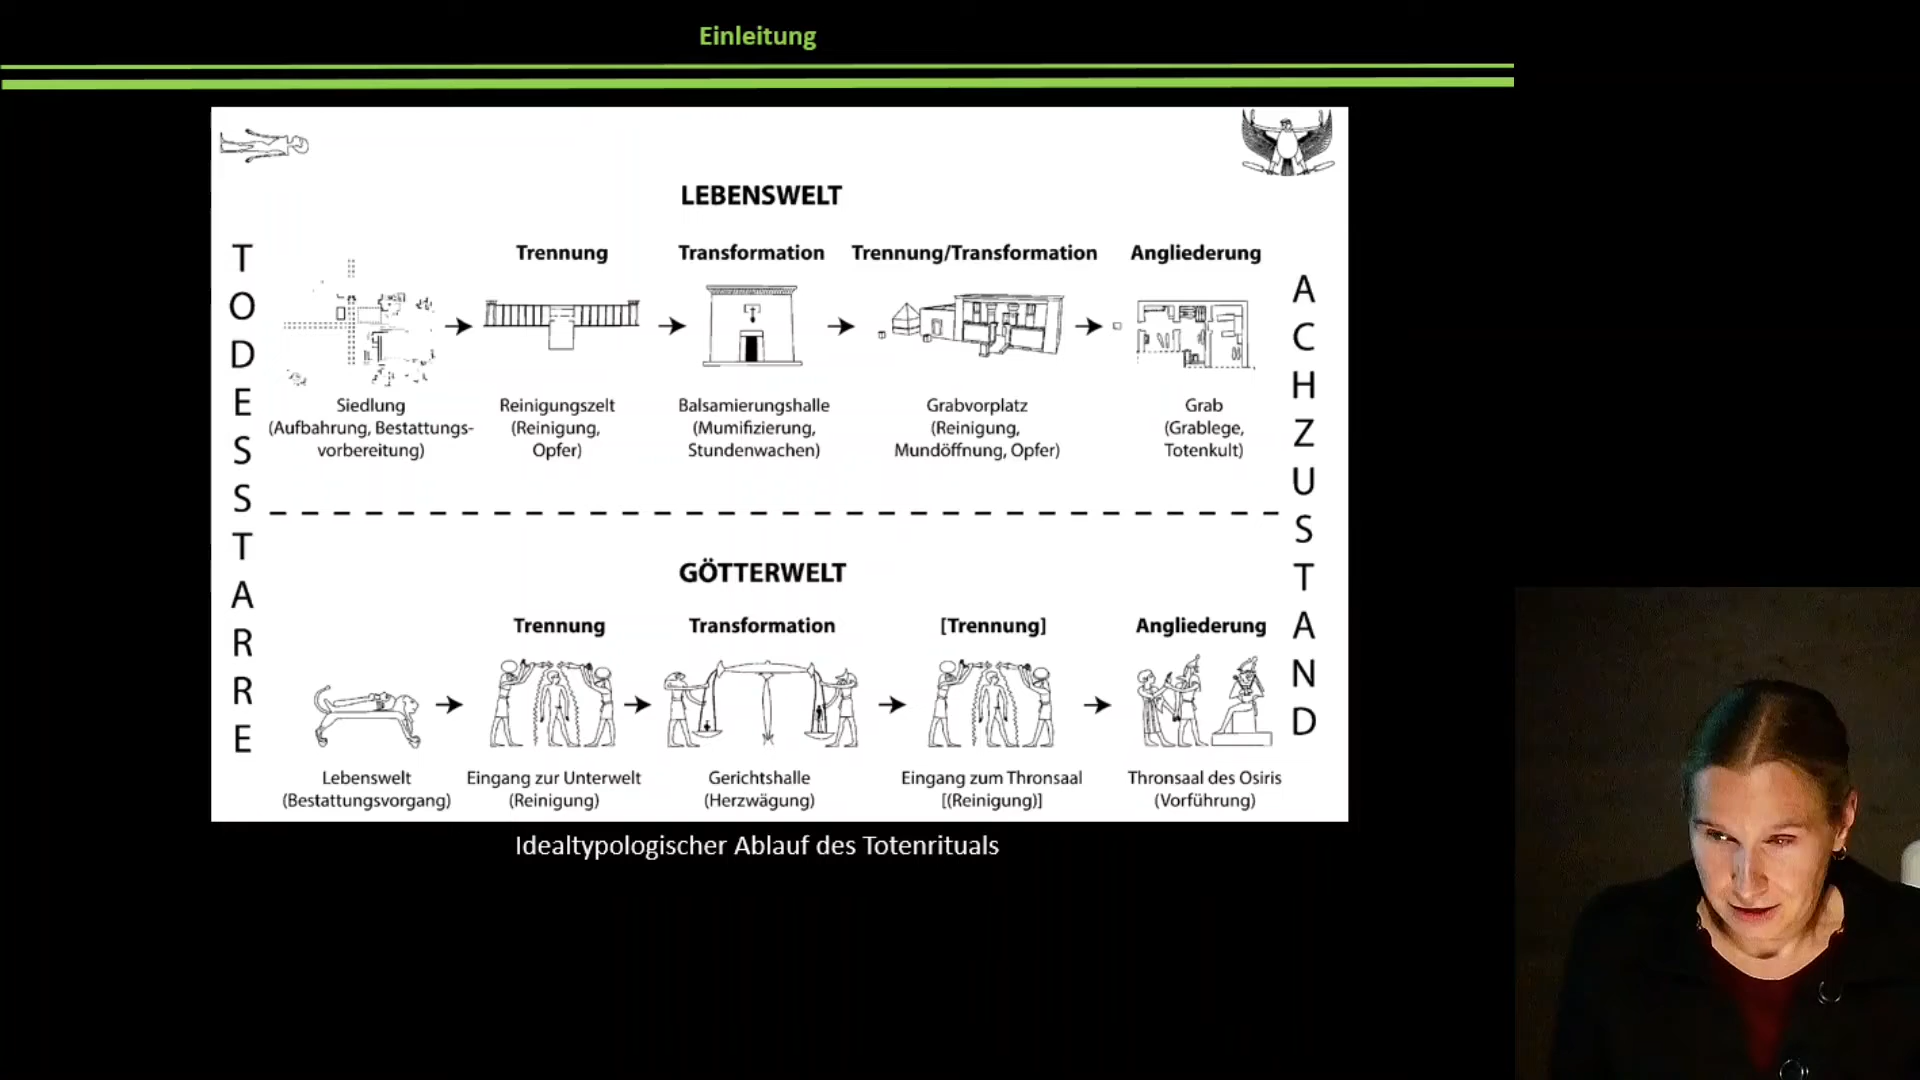 Einleitung
LEBENSWELT
TODESSTARRE
Trennung
Transformation
Trennung/Transformation
Angliederung
ACHZUSTAND
Siedlung
(Aufbahrung, Bestattungs-
vorbereitung)
Reinigungszelt
(Reinigung,
Opfer)
Balsamierungshalle
(Mumifizierung,
Stundenwachen)
Grabvorplatz
(Reinigung,
Mundöffnung, Opfer)
Grab
(Grablege,
Totenkult)
GÖTTERWELT
Trennung
Transformation
[Trennung]
Angliederung
Lebenswelt
(Bestattungsvorgang)
Eingang zur Unterwelt
(Reinigung)
Gerichtshalle
(Herzwägung)
Eingang zum Thronsaal
[(Reinigung)]
Thronsaal des Osiris
(Vorführung)
Idealtypologischer Ablauf des Totenrituals